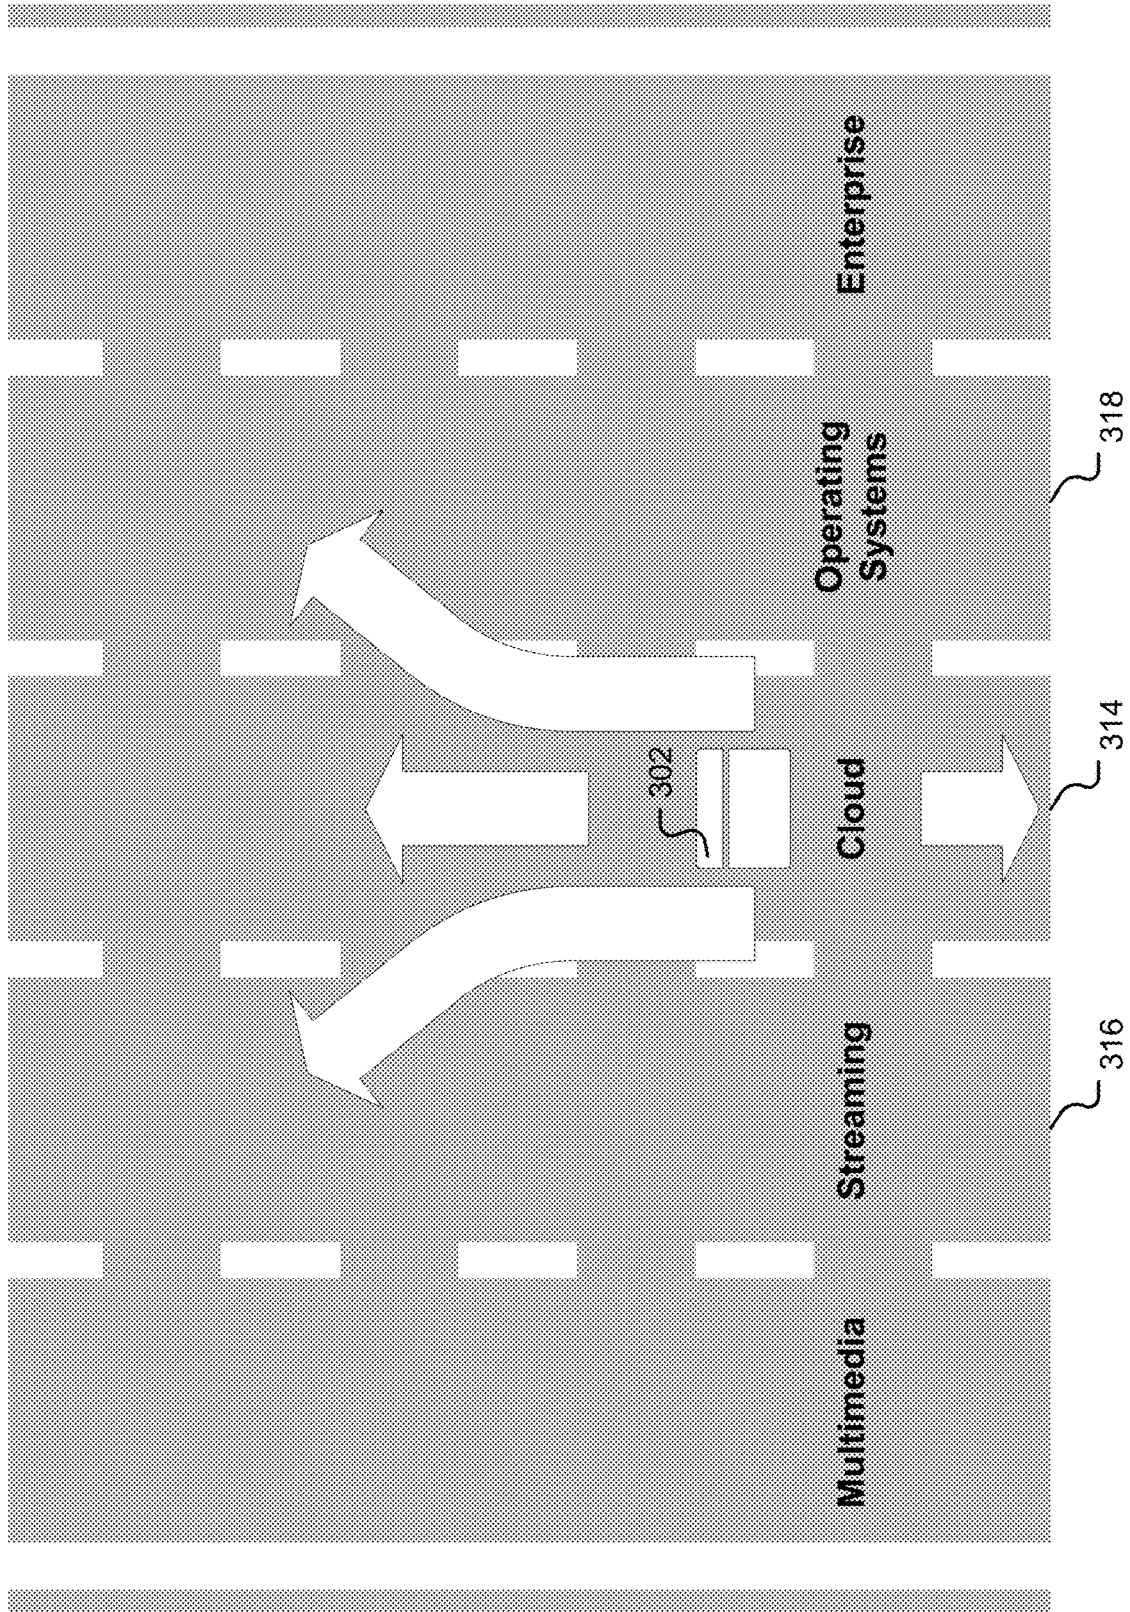 Multimedia
Streaming
Cloud
Operating
Systems
Enterprise
302
316
314
318